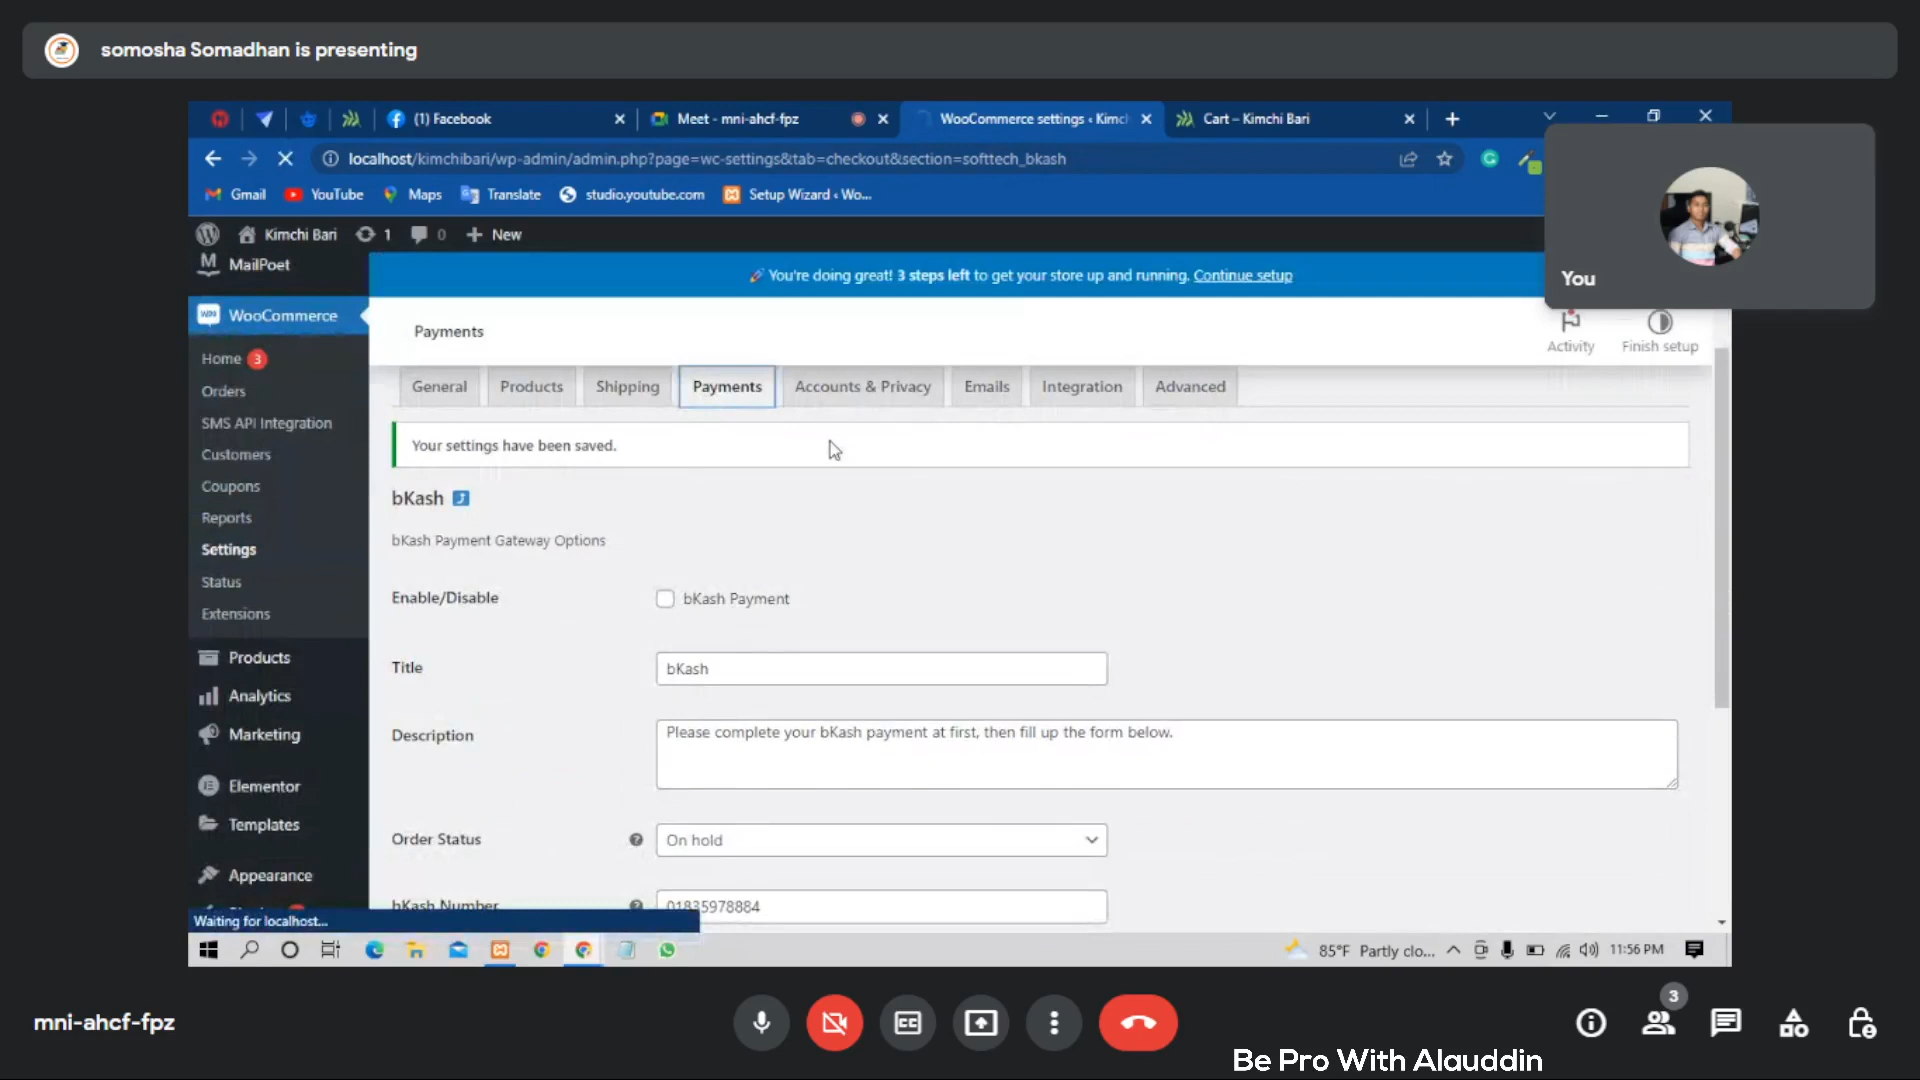 somosha Somadhan is presenting
(1) Facebook
Meet - mni-ahcf-fpz
WooCommerce settings ‹ Kimc
Cart – Kimchi Bari
localhost/kimchibari/wp-admin/admin.php?page=wc-settings&tab=checkout&section=softtech_bkash
Gmail
YouTube
Maps
Translate
studio.youtube.com
Setup Wizard ‹ Wo...
Kimchi Bari
1
0
New
You
MailPoet
🚀 You're doing great! 3 steps left to get your store up and running. Continue setup
WooCommerce
Payments
Activity
Finish setup
Home 3
Orders
SMS API Integration
Customers
Coupons
Reports
Settings
Status
Extensions
Products
Analytics
Marketing
Elementor
Templates
Appearance
General
Products
Shipping
Payments
Accounts & Privacy
Emails
Integration
Advanced
Your settings have been saved.
bKash
bKash Payment Gateway Options
Enable/Disable
bKash Payment
Title
bKash
Description
Please complete your bKash payment at first, then fill up the form below.
Order Status
On hold
bKash Number
01835978884
Waiting for localhost...
85°F Partly clo...
11:56 PM
mni-ahcf-fpz
CC
3
Be Pro With Alauddin